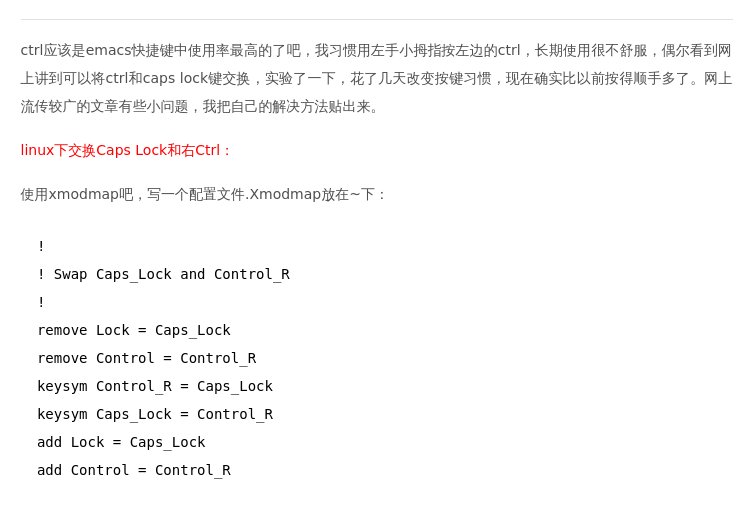 ctrl应该是emacs快捷键中使用率最高的了吧，我习惯用左手小拇指按左边的ctrl，长期使用很不舒服，偶尔看到网
上讲到可以将ctrl和caps lock键交换，实验了一下，花了几天改变按键习惯，现在确实比以前按得顺手多了。网上
流传较广的文章有些小问题，我把自己的解决方法贴出来。
linux下交换Caps Lock和右Ctrl：
使用xmodmap吧，写一个配置文件.Xmodmap放在~下：
!
! Swap Caps_Lock and Control_R
!
remove Lock = Caps_Lock
remove Control = Control_R
keysym Control_R = Caps_Lock
keysym Caps_Lock = Control_R
add Lock = Caps_Lock
add Control = Control_R